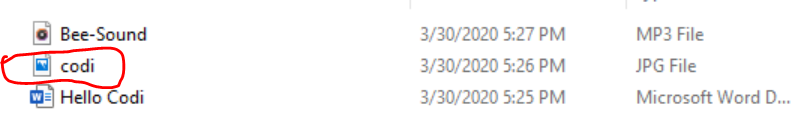 Bee-Sound 3/30/2020 5:27 PM MP3 File
codi 3/30/2020 5:26 PM JPG File
Hello Codi 3/30/2020 5:25 PM Microsoft Word D...